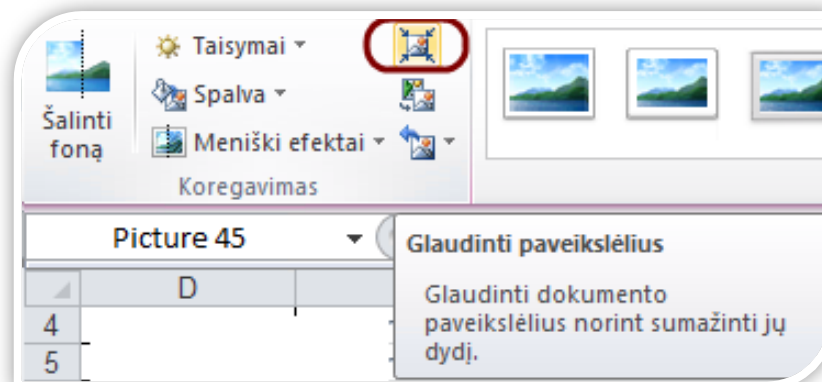 Šalinti
foną
Taisymai
Spalva
Meniški efektai
Koregavimas
Picture 45
Glaudinti paveikslėlius
Glaudinti dokumento
paveikslėlius norint sumažinti jų
dydį.
D
4
5